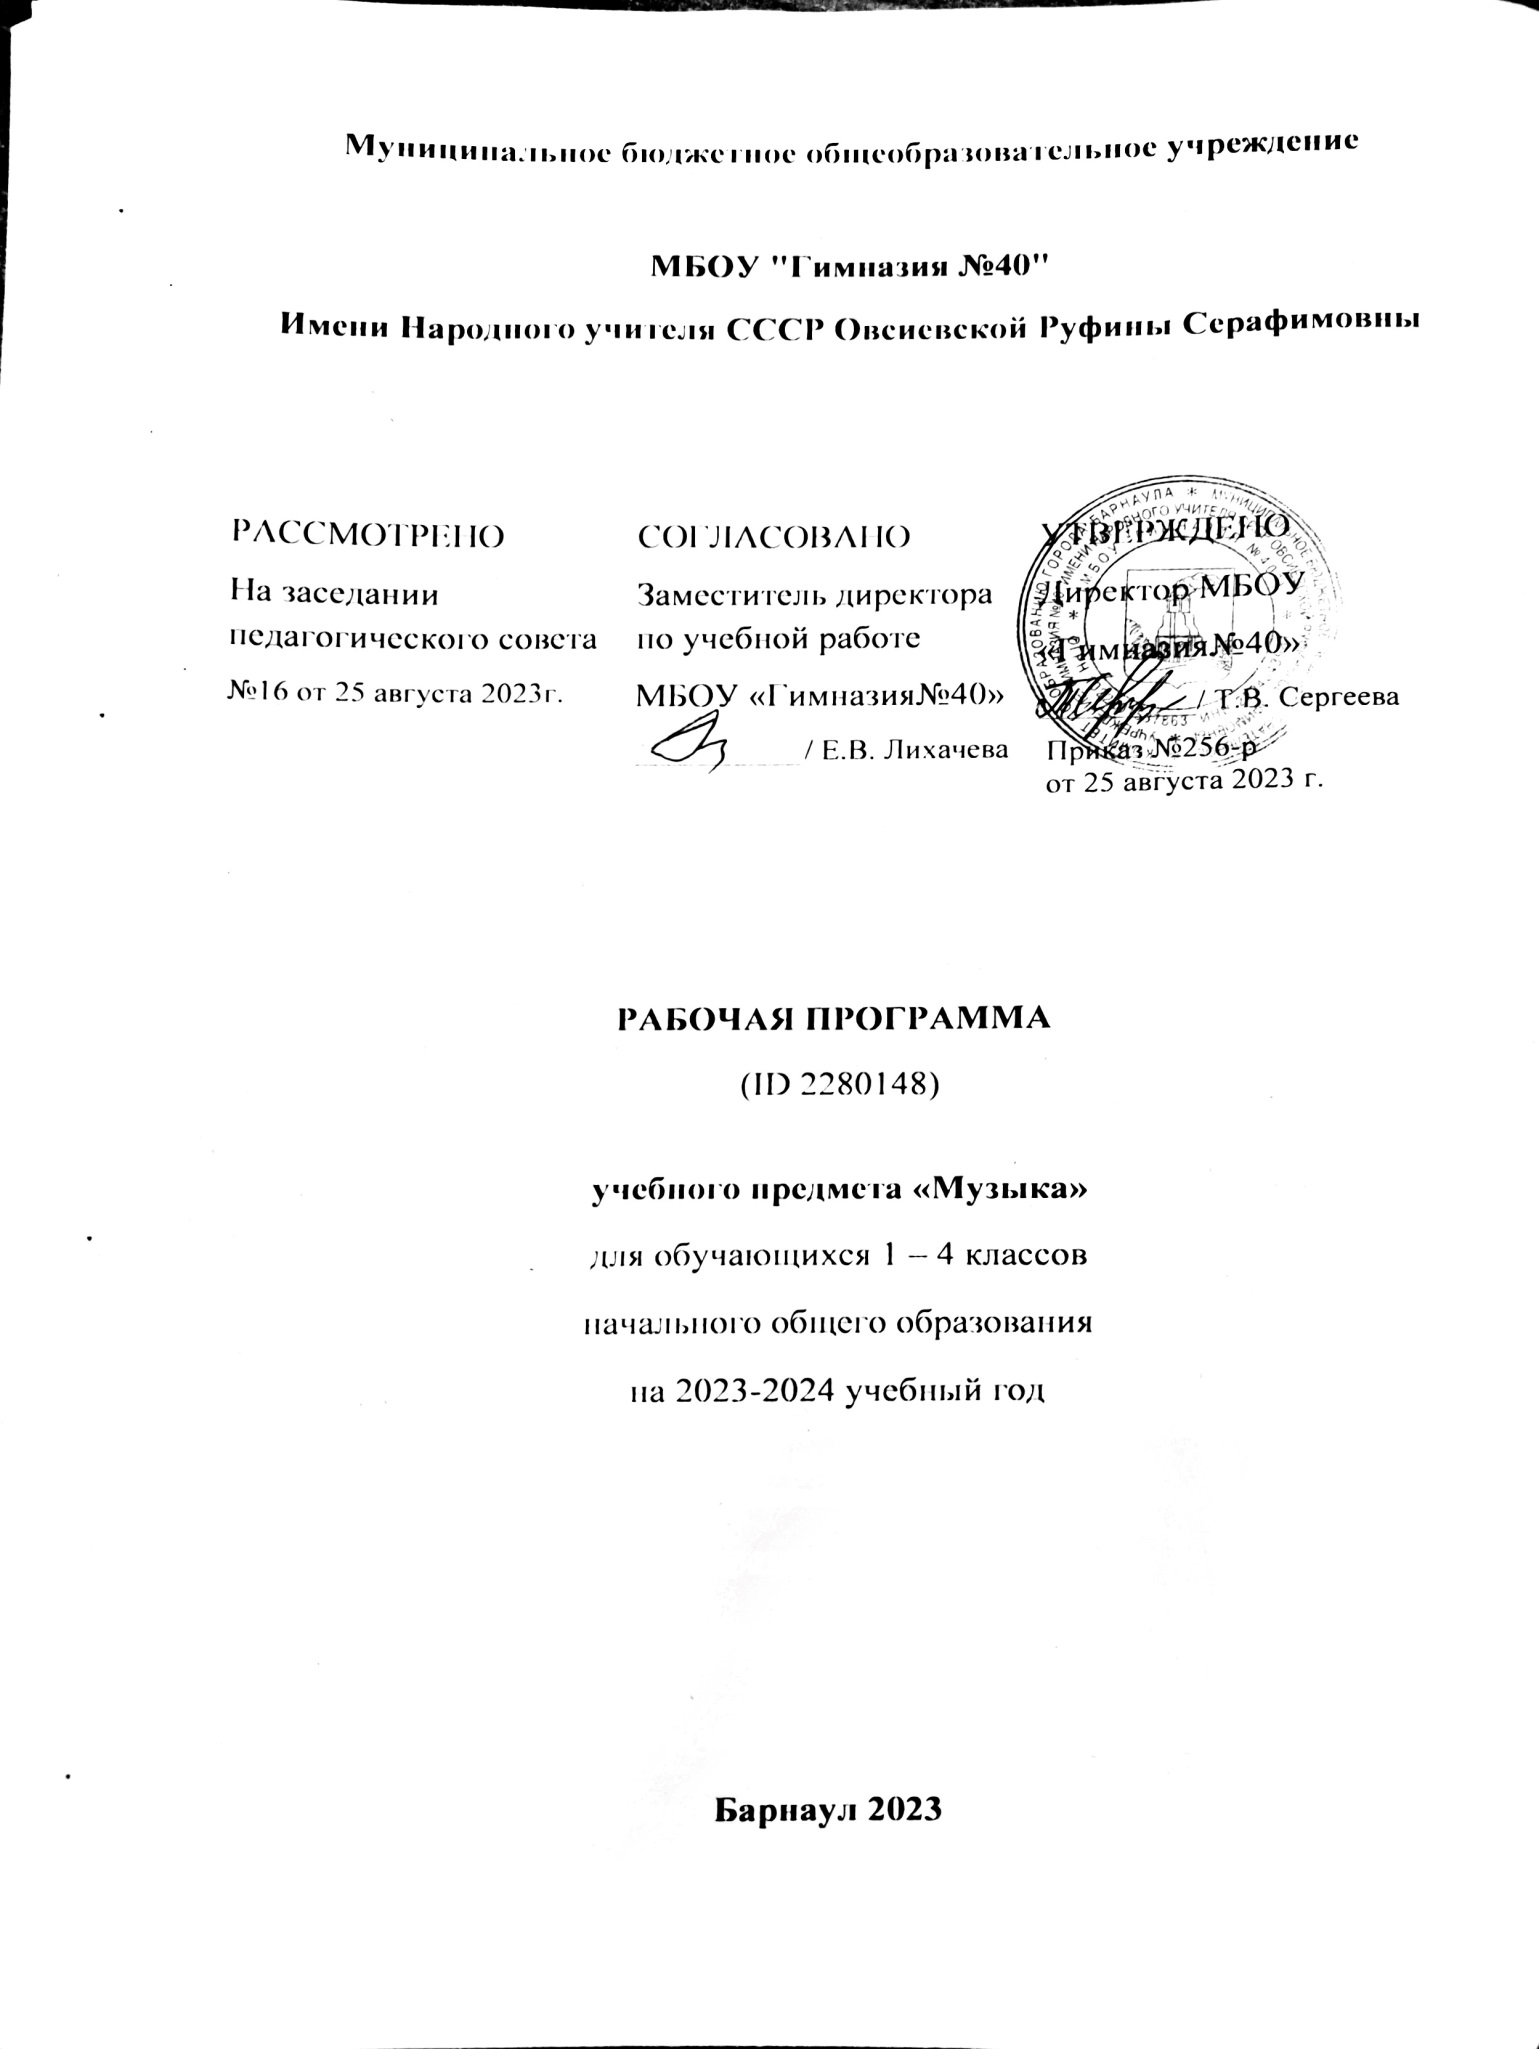 Муниципальное бюджетное общеобразовательное учреждение
МБОУ "Гимназия №40"
Имени Народного учителя СССР Овсиевской Руфины Серафимовны
РАССМОТРЕНО
На заседании
педагогического совета
№16 от 25 августа 2023г.
СОГЛАСОВАНО
Заместитель директора
по учебной работе
МБОУ «Гимназия№40»
/ Е.В. Лихачева
УТВЕРЖДЕНО
Директор МБОУ
«Гимназия№40»
/ Т.В. Сергеева
Приказ №256-р
от 25 августа 2023 г.
РАБОЧАЯ ПРОГРАММА
(ID 2280148)
учебного предмета «Музыка»
для обучающихся 1 – 4 классов
начального общего образования
на 2023-2024 учебный год
Барнаул 2023